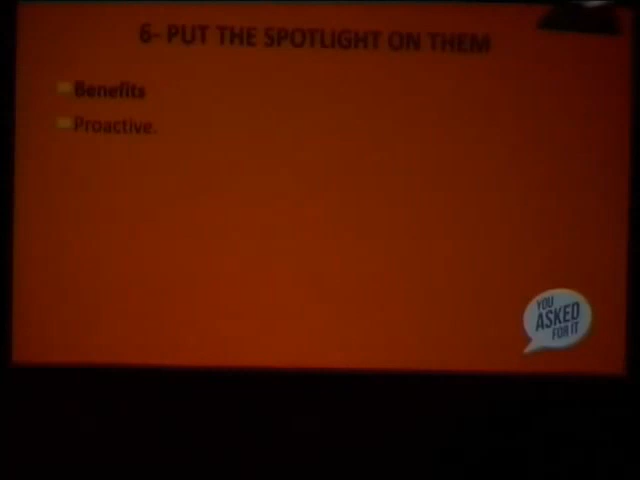 6- PUT THE SPOTLIGHT ON THEM
Benefits
Proactive.
YOU
ASKED
FOR IT